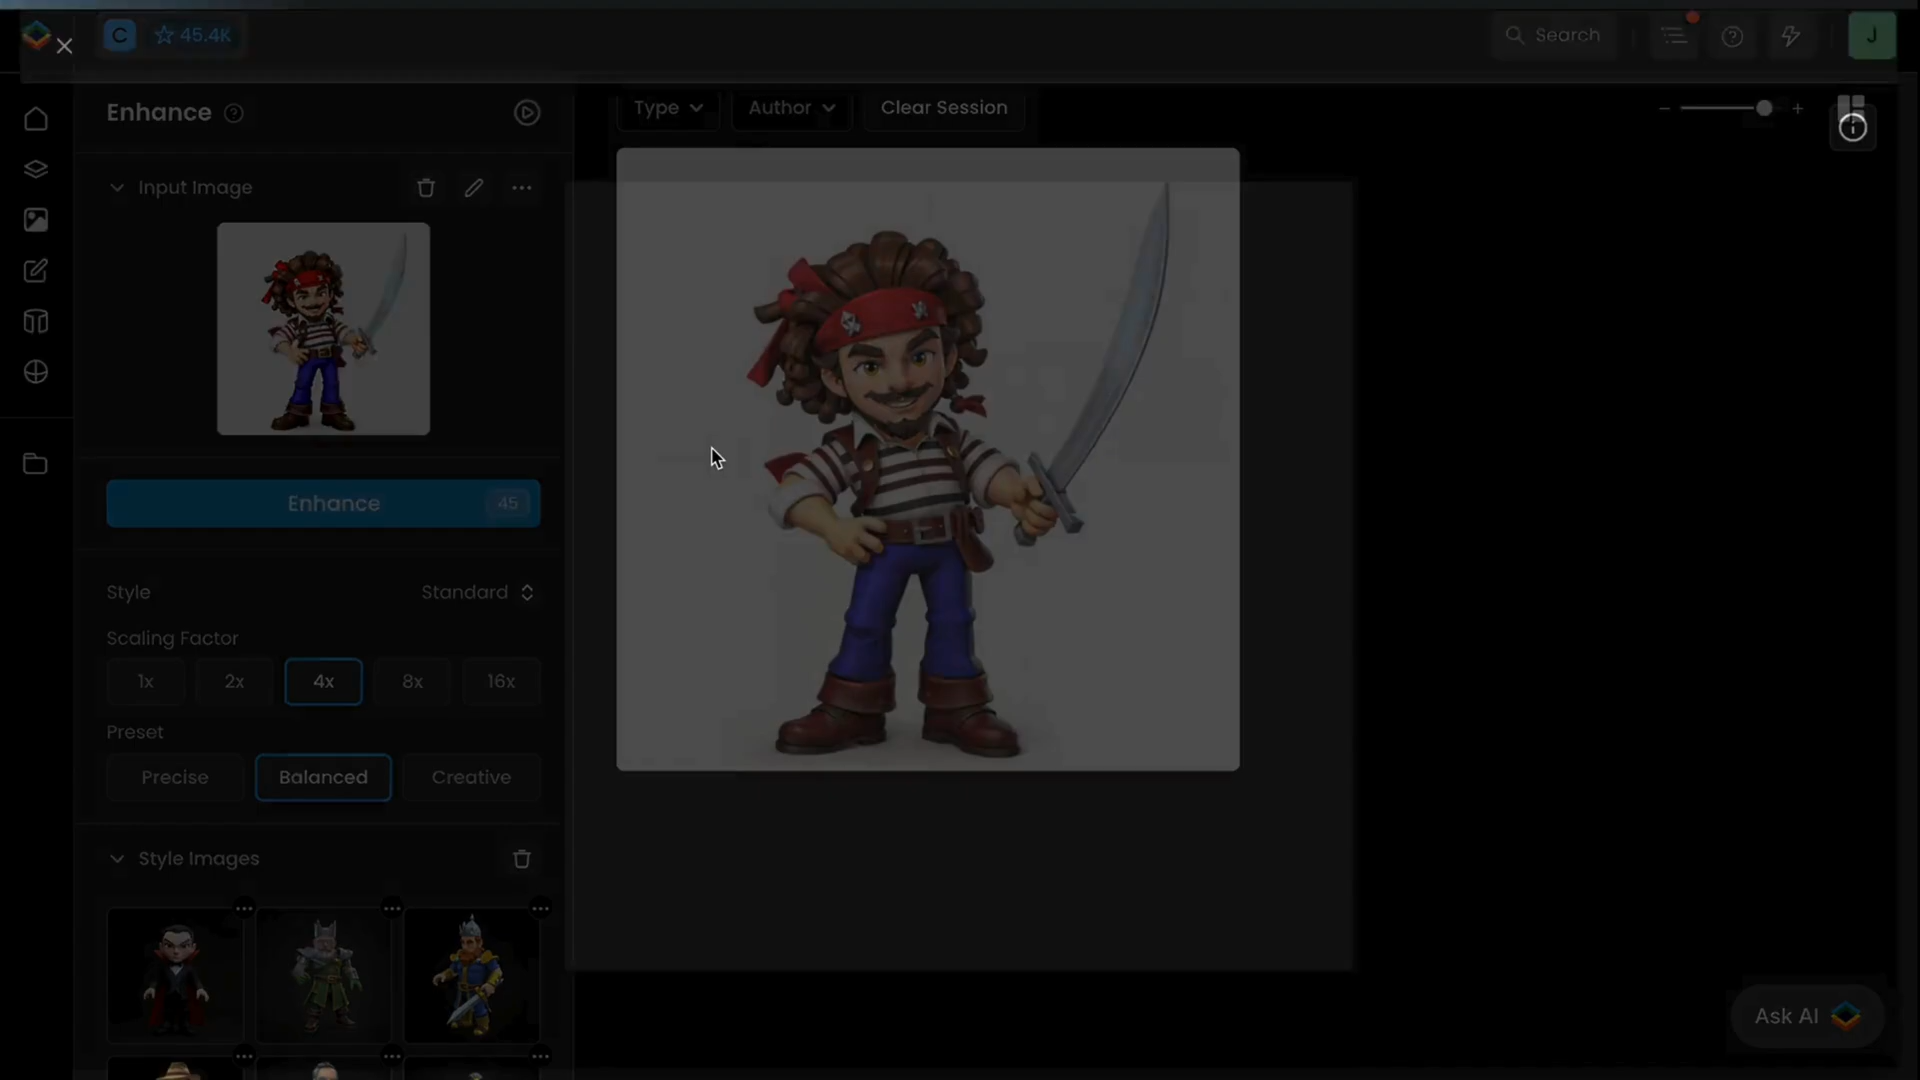 C 45.4K
Search
J
Enhance
Type
Author
Clear Session
Input Image
Enhance 45
Style Standard
Scaling Factor
1x 2x 4x 8x 16x
Preset
Precise Balanced Creative
Style Images
Ask AI